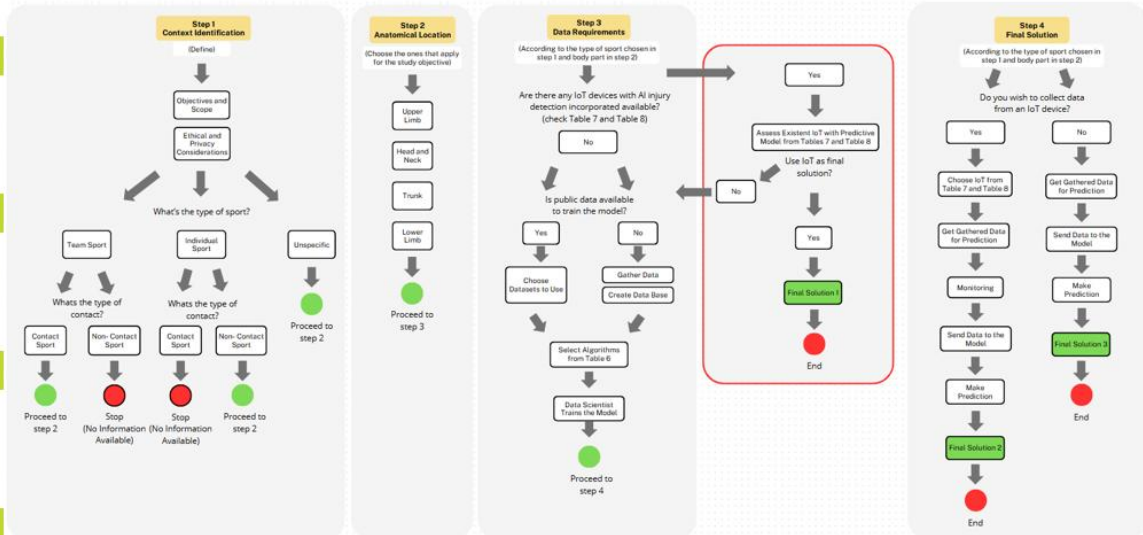 Step 1
Context Identification
(Define)
Objectives and
Scope
Ethical and
Privacy
Considerations
What's the type of sport?
Team Sport
Individual
Sport
Unspecific
Whats the type of
contact?
Whats the type of
contact?
Proceed to
step 2
Contact
Sport
Non- Contact
Sport
Contact
Sport
Non- Contact
Sport
Proceed to
step 2
Stop
(No Information
Available)
Stop
(No Information
Available)
Proceed to
step 2
Step 2
Anatomical Location
(Choose the ones that apply
for the study objective)
Upper
Limb
Head and
Neck
Trunk
Lower
Limb
Proceed to
step 3
Step 3
Data Requirements
(According to the type of sport chosen in
step 1 and body part in step 2)
Are there any IoT devices with AI injury
detection incorporated available?
(check Table 7 and Table 8)
No
Is public data available
to train the model?
Yes
No
Choose
Datasets to Use
Gather Data
Create Data Base
Select Algorithms
from Table 6
Data Scientist
Trains the Model
Proceed to
step 4
Yes
Assess Existent IoT with Predictive
Model from Tables 7 and Table 8
Use IoT as final
solution?
No
Yes
Final Solution 1
End
Step 4
Final Solution
(According to the type of sport chosen in
step 1 and body part in step 2)
Do you wish to collect data
from an IoT device?
Yes
Choose IoT from
Table 7 and Table 8
Get Gathered Data
for Prediction
Monitoring
Send Data to the
Model
Make
Prediction
Final Solution 2
End
No
Get Gathered Data
for Prediction
Send Data to the
Model
Make
Prediction
Final Solution 3
End